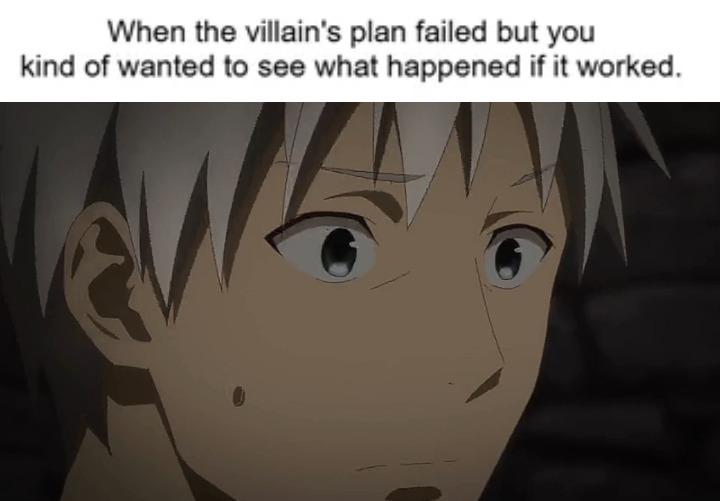 When the villain's plan failed but you
kind of wanted to see what happened if it worked.